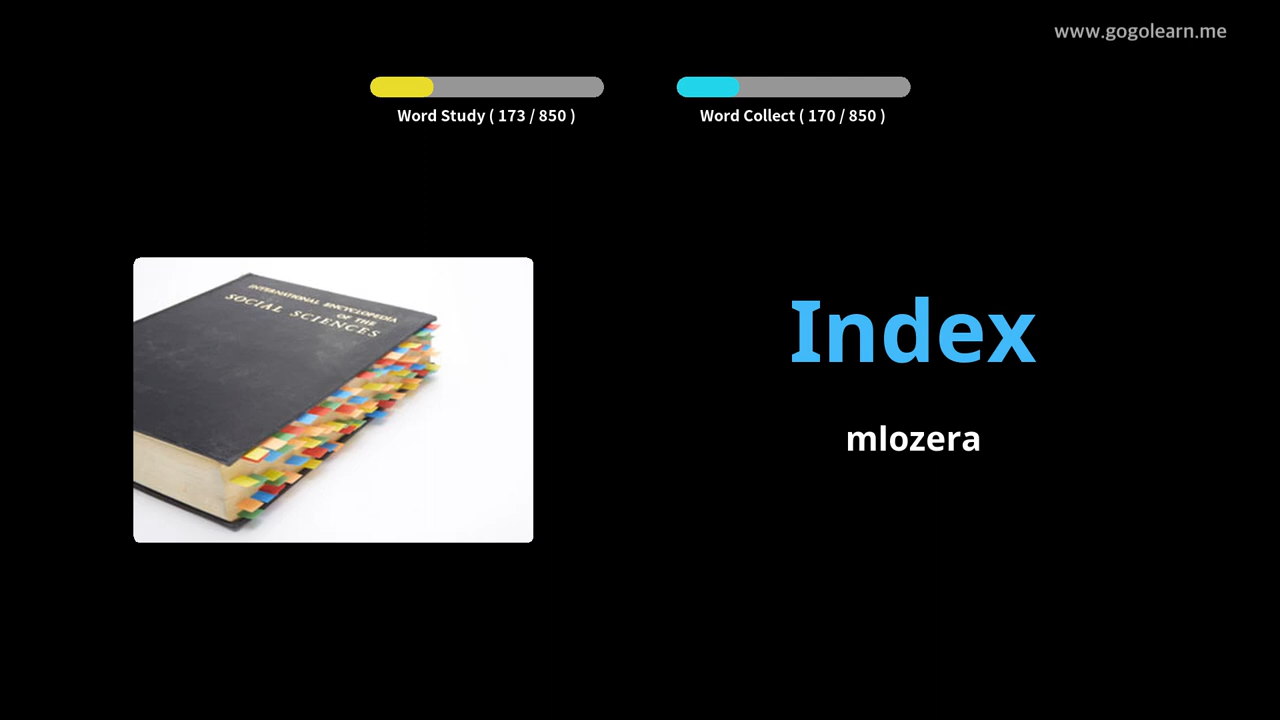 www.gogolearn.me
Word Study ( 173 / 850 )
Word Collect ( 170 / 850 )
INTERNATIONAL ENCYCLOPEDIA
OF THE
SOCIAL SCIENCES
Index
mlozera